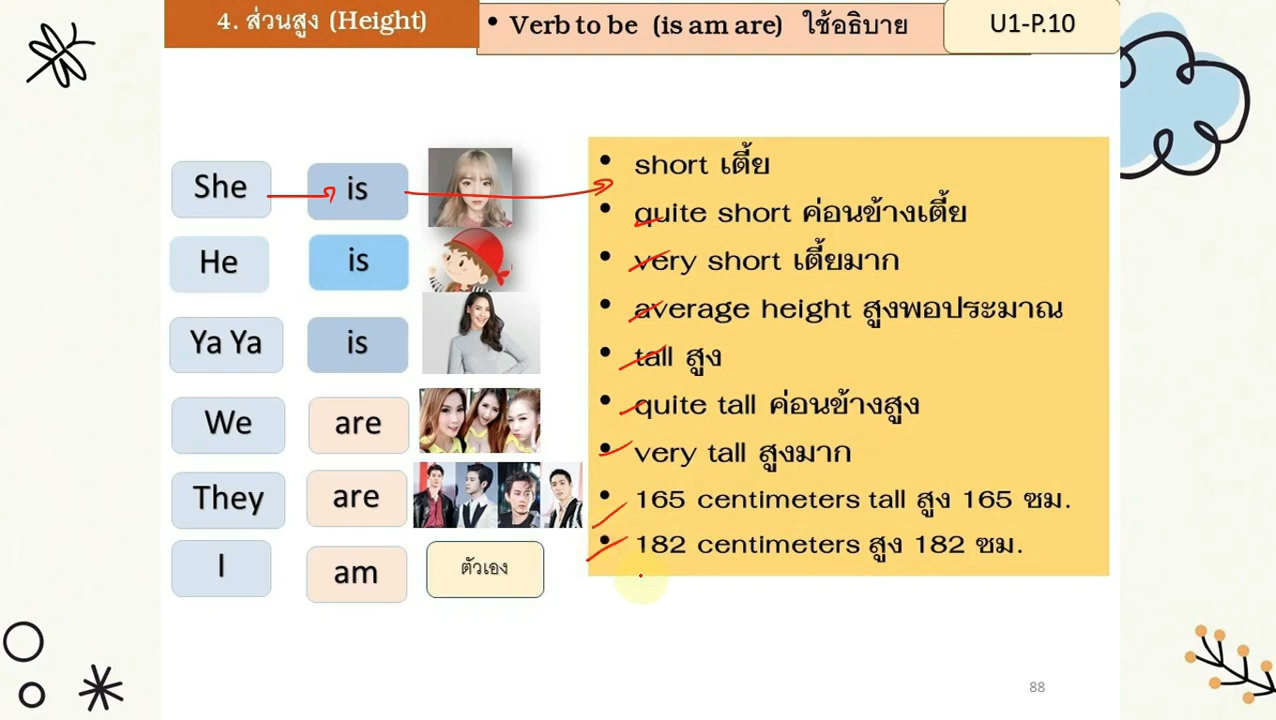 4. ส่วนสูง (Height)
• Verb to be (is am are) ใช้อธิบาย
U1-P.10
She is
He is
Ya Ya is
We are
They are
I am ตัวเอง
• short เตี้ย
• quite short ค่อนข้างเตี้ย
• very short เตี้ยมาก
• average height สูงพอประมาณ
• tall สูง
• quite tall ค่อนข้างสูง
• very tall สูงมาก
• 165 centimeters tall สูง 165 ซม.
• 182 centimeters สูง 182 ซม.
88